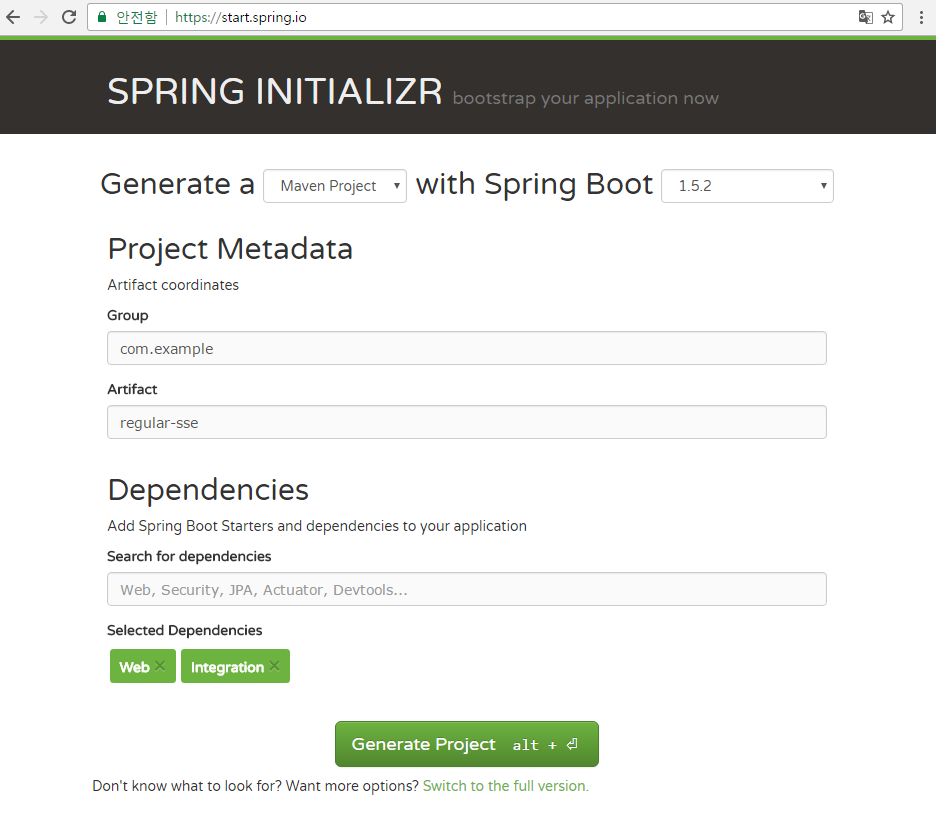 안전함 https://start.spring.io
SPRING INITIALIZR bootstrap your application now
Generate a Maven Project with Spring Boot 1.5.2
Project Metadata
Artifact coordinates
Group
com.example
Artifact
regular-sse
Dependencies
Add Spring Boot Starters and dependencies to your application
Search for dependencies
Web, Security, JPA, Actuator, Devtools...
Selected Dependencies
Web × Integration ×
Generate Project alt + ⏎
Don't know what to look for? Want more options? Switch to the full version.